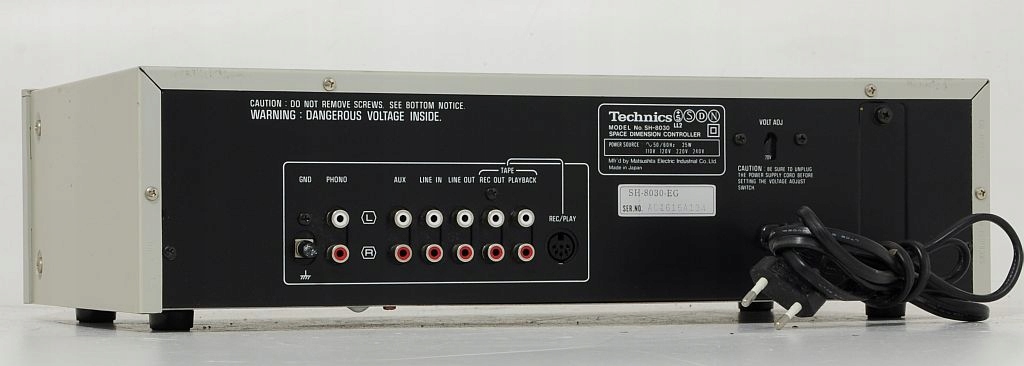 CAUTION : DO NOT REMOVE SCREWS. SEE BOTTOM NOTICE.
WARNING : DANGEROUS VOLTAGE INSIDE.
GND PHONO AUX LINE IN LINE OUT REC OUT PLAYBACK
TAPE
REC/PLAY
L
R
Technics S D N
MODEL No. SH-8030 LL2
SPACE DIMENSION CONTROLLER
POWER SOURCE 50/60Hz 25W
110V 120V 220V 240V
Mf'd by Matsushita Electric Industrial Co. Ltd.
Made in Japan
SH-8030-EG
SER.NO.
VOLT ADJ
CAUTION : BE SURE TO UNPLUG
THE POWER SUPPLY CORD BEFORE
SETTING THE VOLTAGE ADJUST
SWITCH.